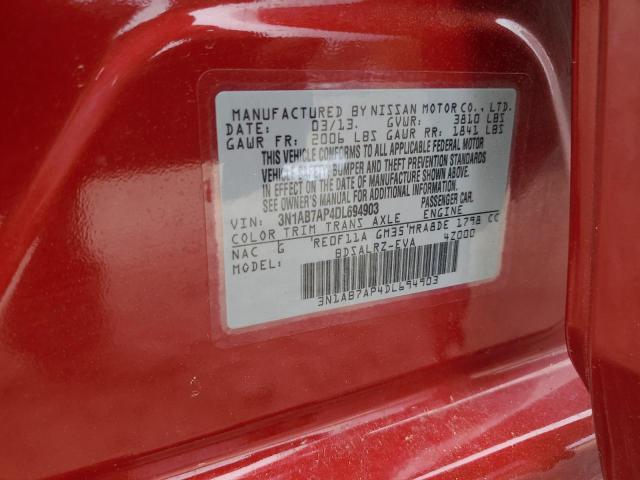 MANUFACTURED BY NISSAN MOTOR CO., LTD.
DATE: 03/13. GVWR: 3810 LBS
GAWR FR: 2006 LBS GAWR RR: 1841 LBS
THIS VEHICLE CONFORMS TO ALL APPLICABLE FEDERAL MOTOR
VEHICLE SAFETY, BUMPER AND THEFT PREVENTION STANDARDS
IN EFFECT ON THE DATE OF MANUFACTURE SHOWN ABOVE.
SEE OWNER'S MANUAL FOR ADDITIONAL INFORMATION.
VIN: 3N1AB7AP4DL694903 PASSENGER CAR.
COLOR TRIM TRANS AXLE ENGINE
NAC G RE0F11A GM35 MRA8DE 1798 CC
MODEL: BDSALRZ-EVA 4Z000
3N1AB7AP4DL694903